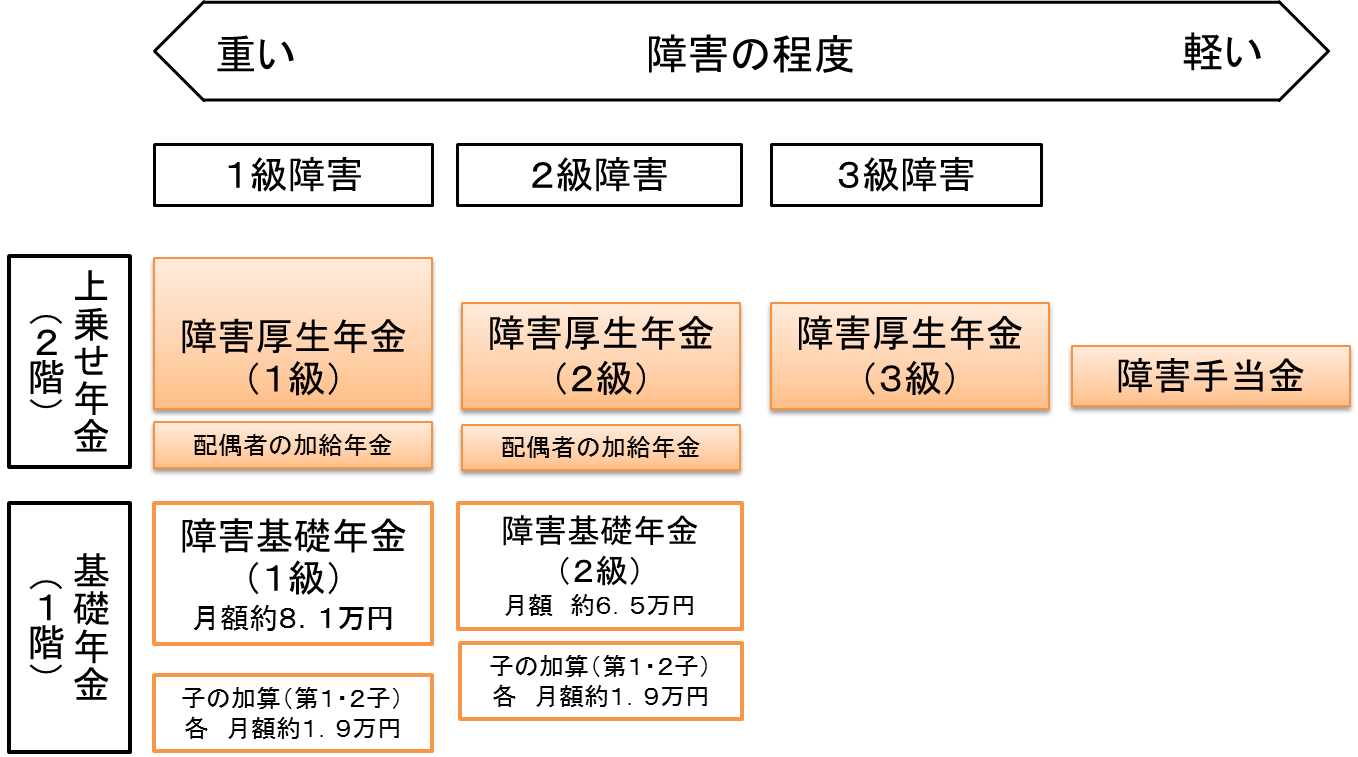 重い　障害の程度　軽い
１級障害　２級障害　３級障害
上乗せ年金
（２階）
障害厚生年金
（１級）
障害厚生年金
（２級）
障害厚生年金
（３級）
障害手当金
配偶者の加給年金
配偶者の加給年金
基礎年金
（１階）
障害基礎年金
（１級）
月額約８．１万円
障害基礎年金
（２級）
月額　約６．５万円
子の加算（第１・２子）
各　月額約１．９万円
子の加算（第１・２子）
各　月額約１．９万円